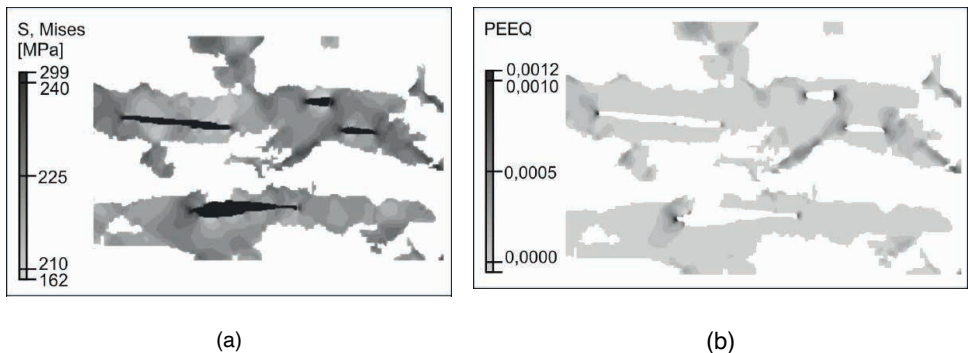 S, Mises
[MPa]
299
240
225
210
162
PEEQ
0,0012
0,0010
0,0005
0,0000
(a)
(b)